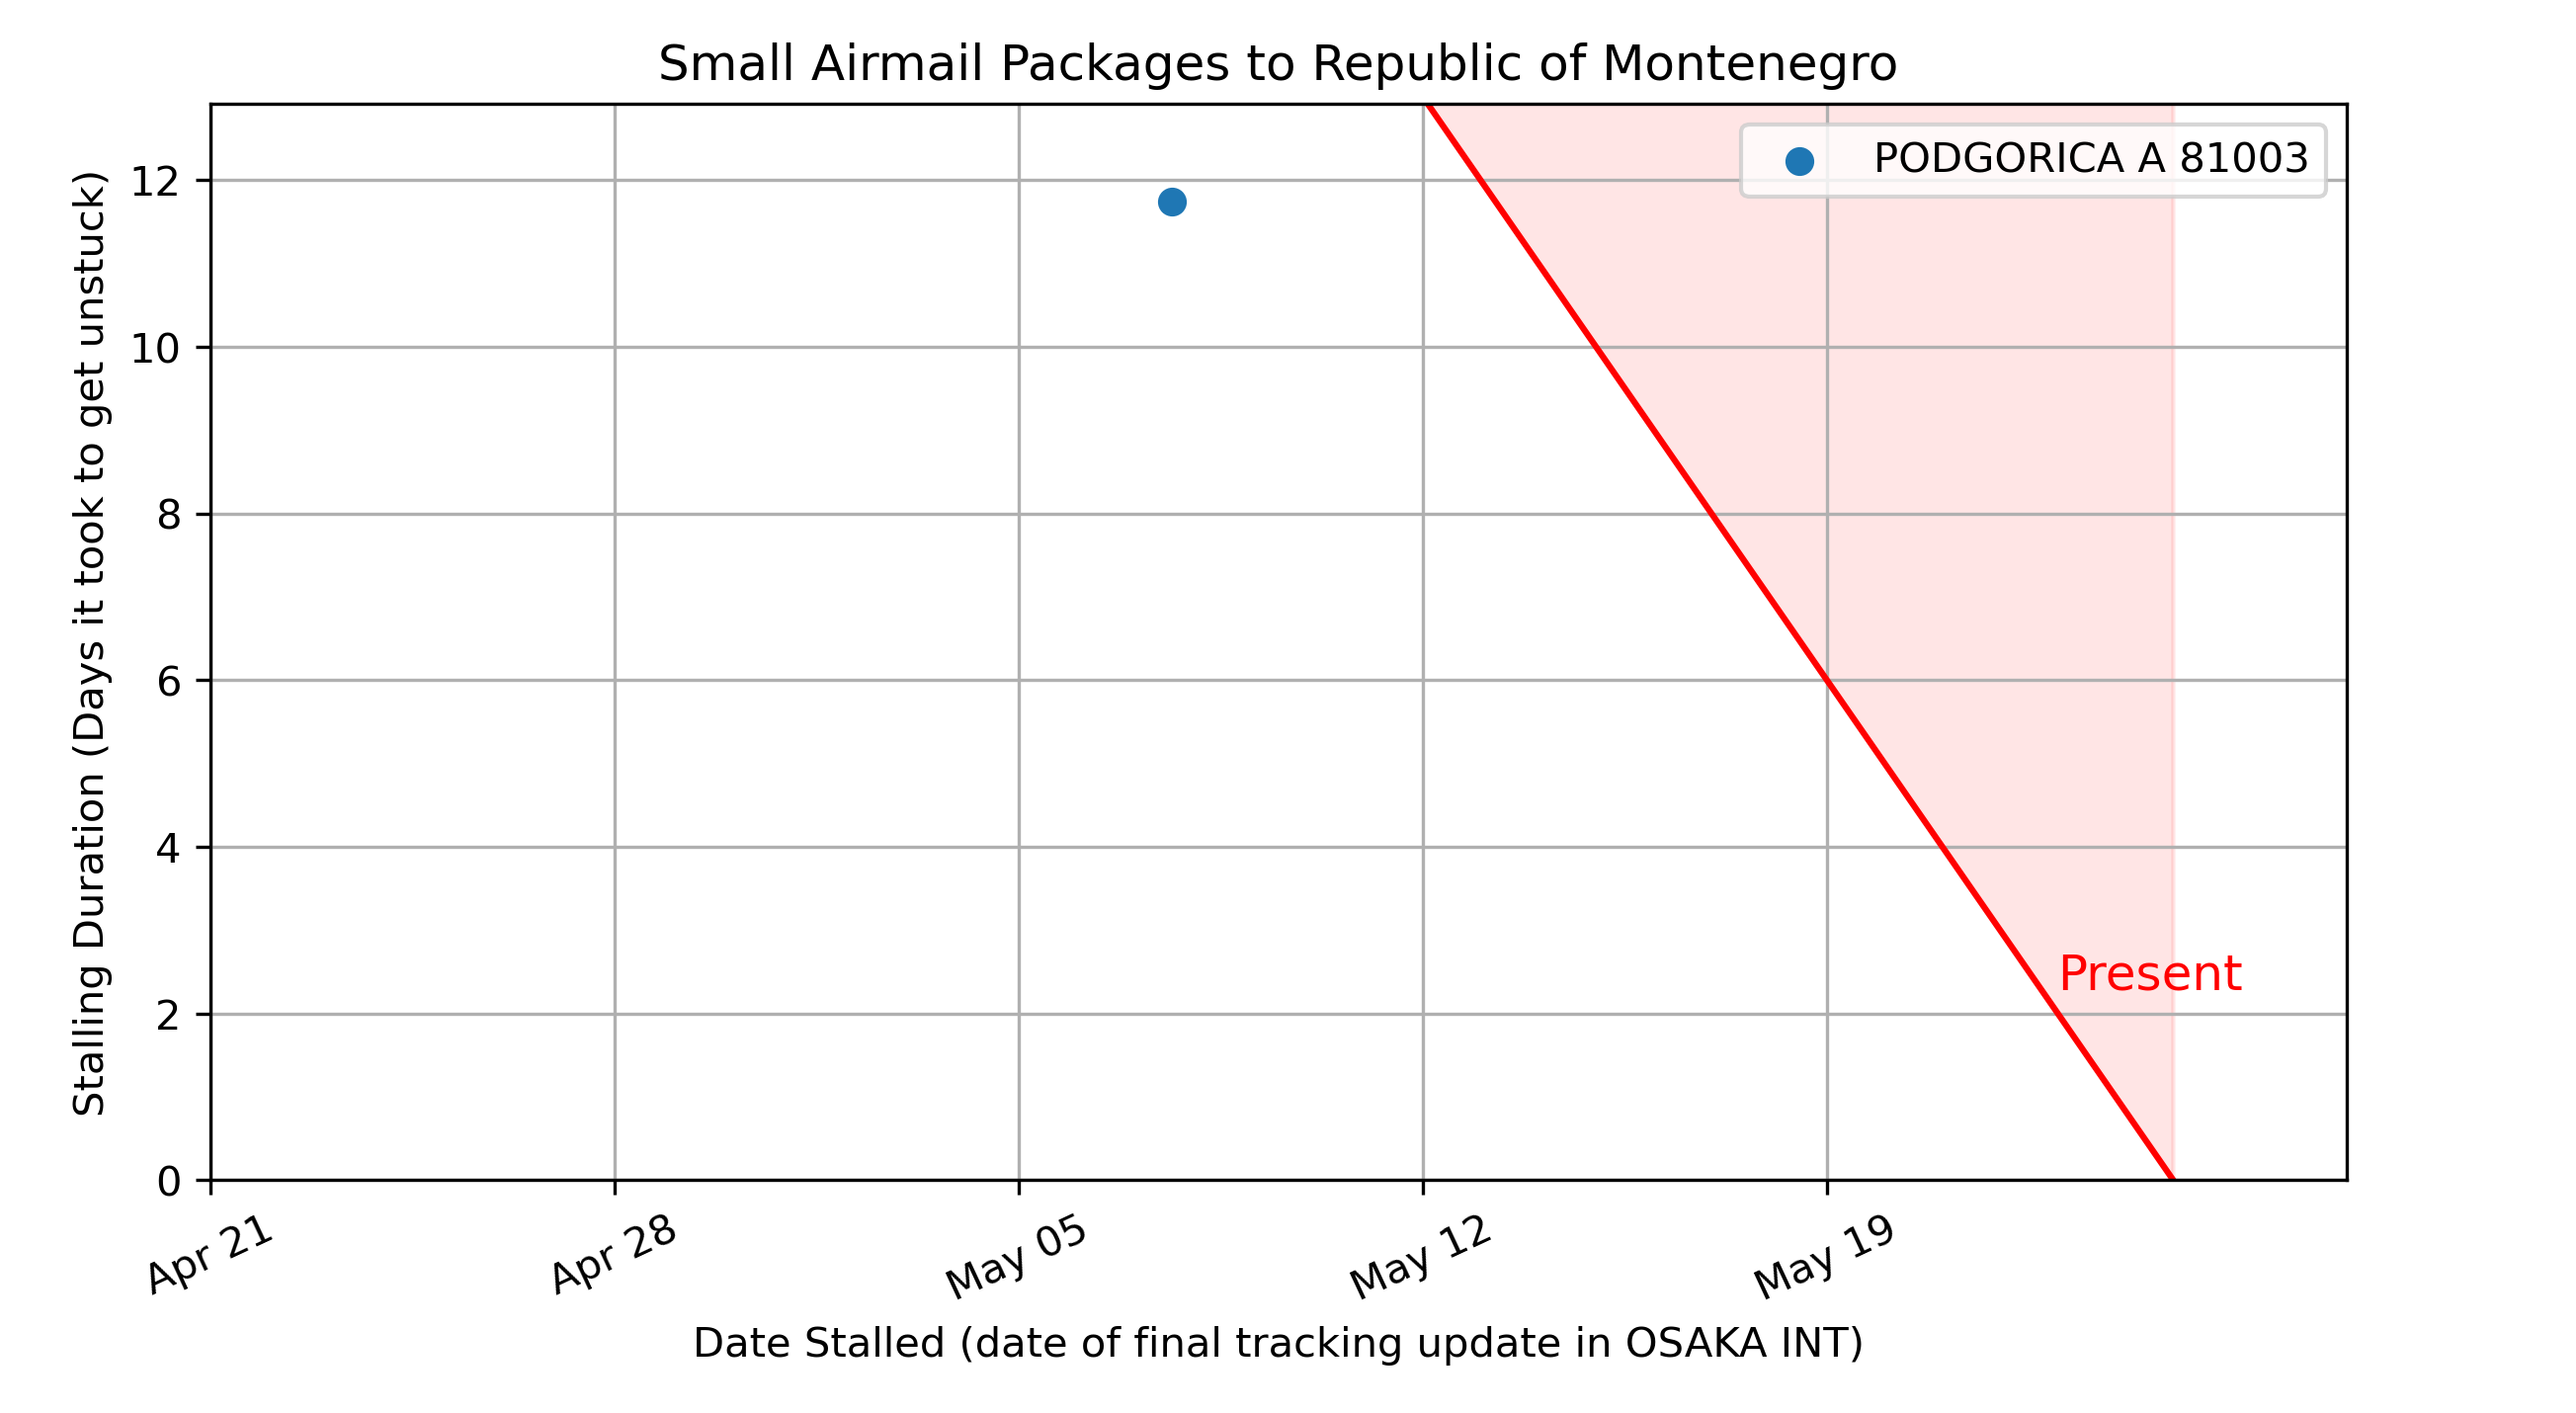 Small Airmail Packages to Republic of Montenegro
PODGORICA A 81003
Stalling Duration (Days it took to get unstuck)
12
10
8
6
4
2
0
Present
Apr 21
Apr 28
May 05
May 12
May 19
Date Stalled (date of final tracking update in OSAKA INT)